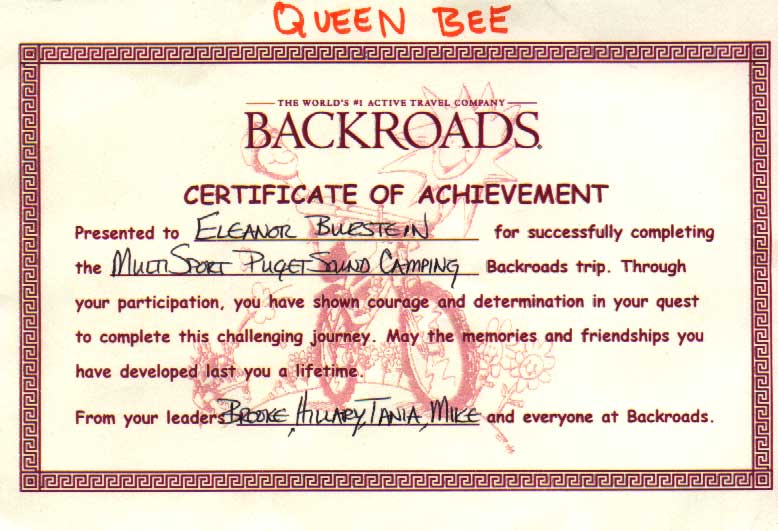 QUEEN BEE
THE WORLD'S #1 ACTIVE TRAVEL COMPANY
BACKROADS®
CERTIFICATE OF ACHIEVEMENT
Presented to ELEANOR BLUESTEIN for successfully completing
the MULTISPORT PUGET SOUND CAMPING Backroads trip. Through
your participation, you have shown courage and determination in your quest
to complete this challenging journey. May the memories and friendships you
have developed last you a lifetime.
From your leaders BROOKE, HILLARY, TANIA, MIKE and everyone at Backroads.